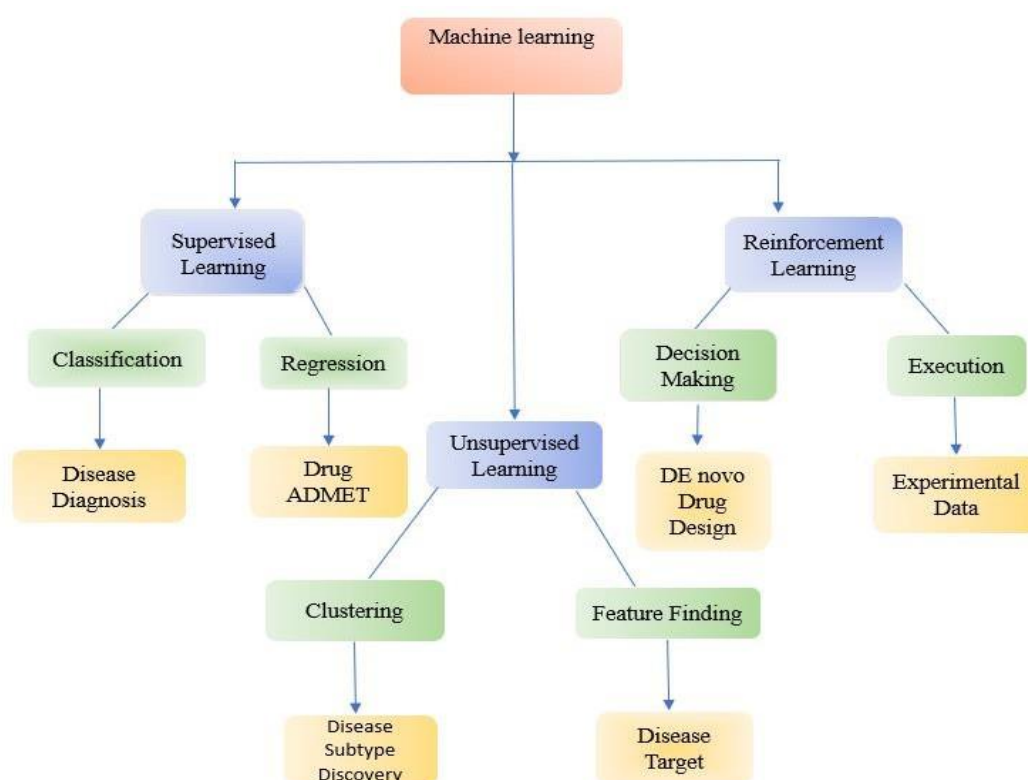 Machine learning
Supervised
Learning
Reinforcement
Learning
Classification
Regression
Decision
Making
Execution
Unsupervised
Learning
Disease
Diagnosis
Drug
ADMET
DE novo
Drug
Design
Experimental
Data
Clustering
Feature Finding
Disease
Subtype
Discovery
Disease
Target